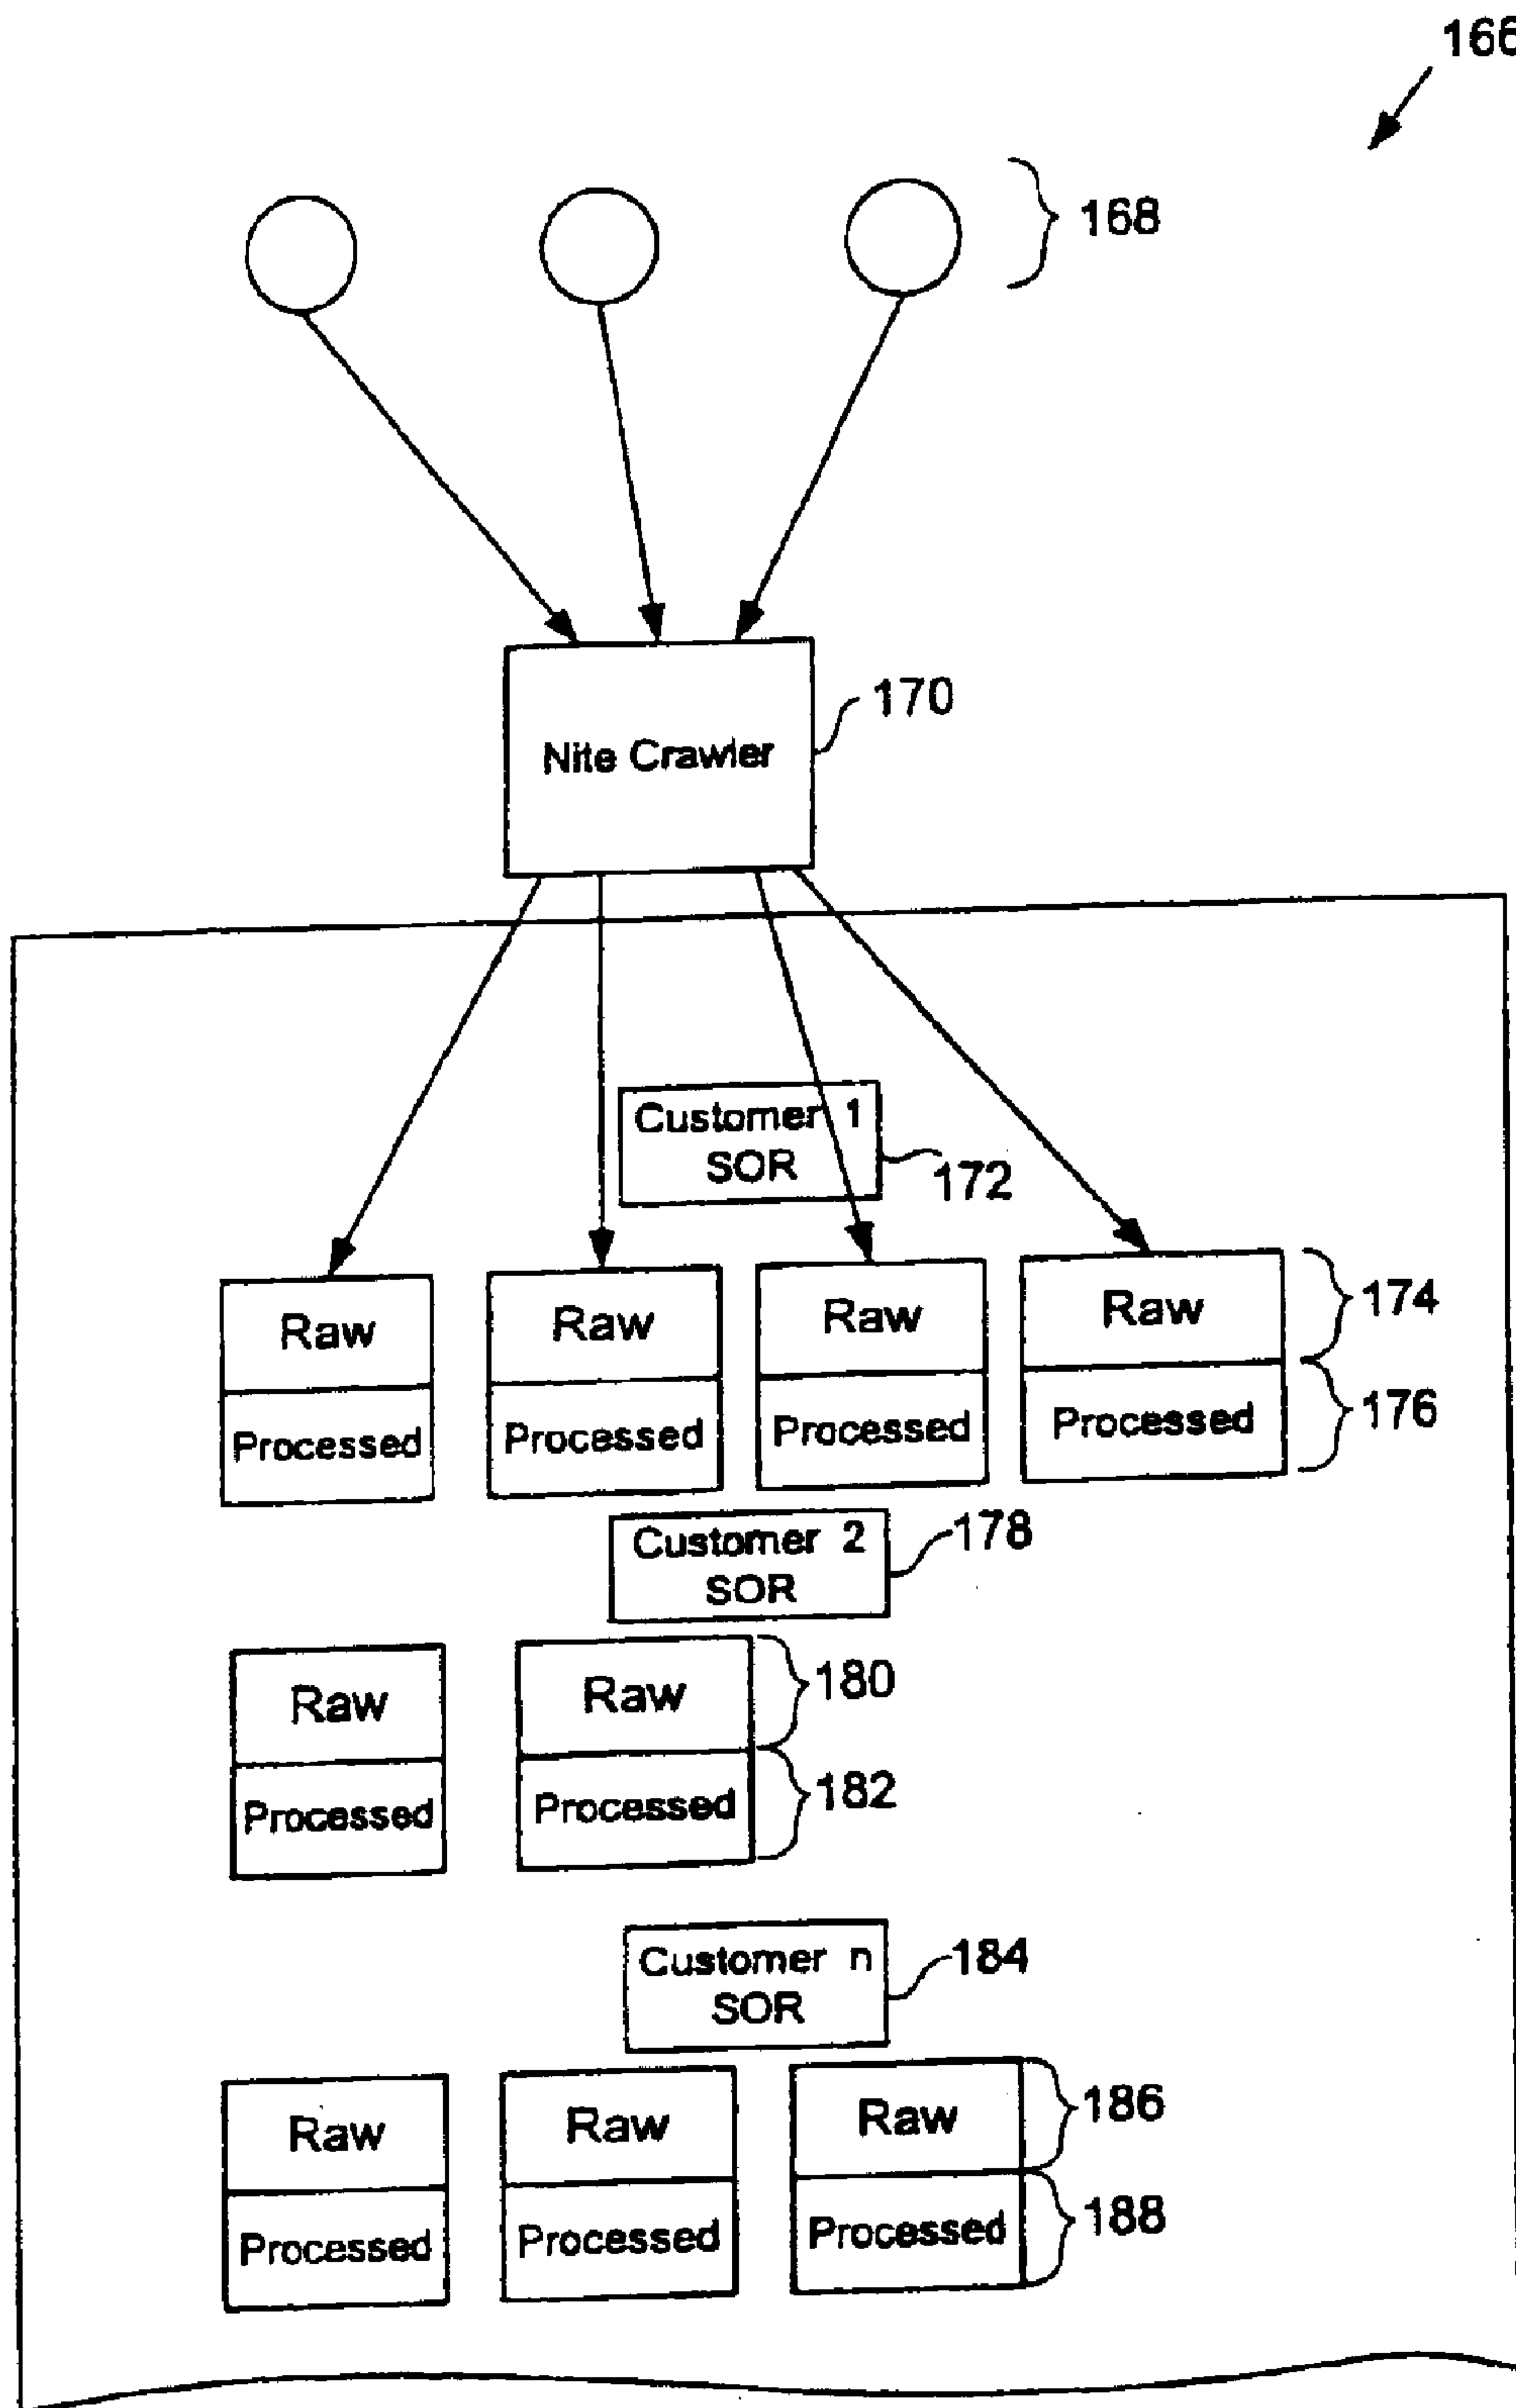 166
168
170
Nite Crawler
Customer 1
SOR
172
Raw Raw Raw Raw 174
Processed Processed Processed Processed 176
Customer 2
SOR
178
Raw Raw 180
Processed Processed 182
Customer n
SOR
184
Raw Raw Raw 186
Processed Processed Processed 188